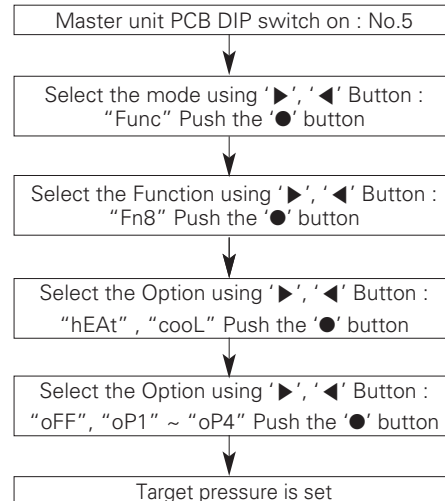 Master unit PCB DIP switch on : No.5
Select the mode using ‘▶’, ‘◀’ Button :
“Func” Push the ‘●’ button
Select the Function using ‘▶’, ‘◀’ Button :
“Fn8” Push the ‘●’ button
Select the Option using ‘▶’, ‘◀’ Button :
“hEAt” , “cooL” Push the ‘●’ button
Select the Option using ‘▶’, ‘◀’ Button :
“oFF”, “oP1” ~ “oP4” Push the ‘●’ button
Target pressure is set